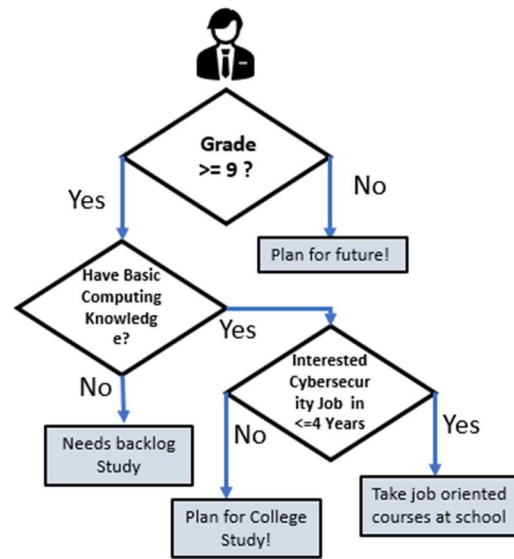 Grade
>= 9 ?
Yes
No
Plan for future!
Have Basic
Computing
Knowledg
e?
Yes
No
Interested
Cybersecur
ity Job in
<=4 Years
No
Yes
Needs backlog
Study
Plan for College
Study!
Take job oriented
courses at school